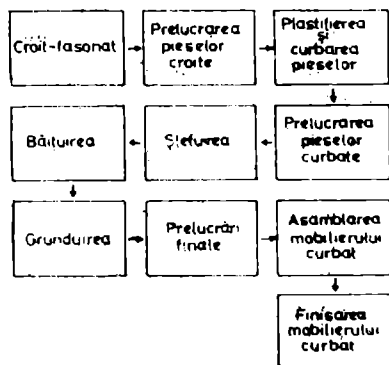 Croit-fasonat
Prelucrarea
pieselor
croite
Plastifierea
și
curbarea
pieselor
Băituirea
Șlefuirea
Prelucrarea
pieselor
curbate
Grunduirea
Prelucrări
finale
Asamblarea
mobilierului
curbat
Finisarea
mobilierului
curbat